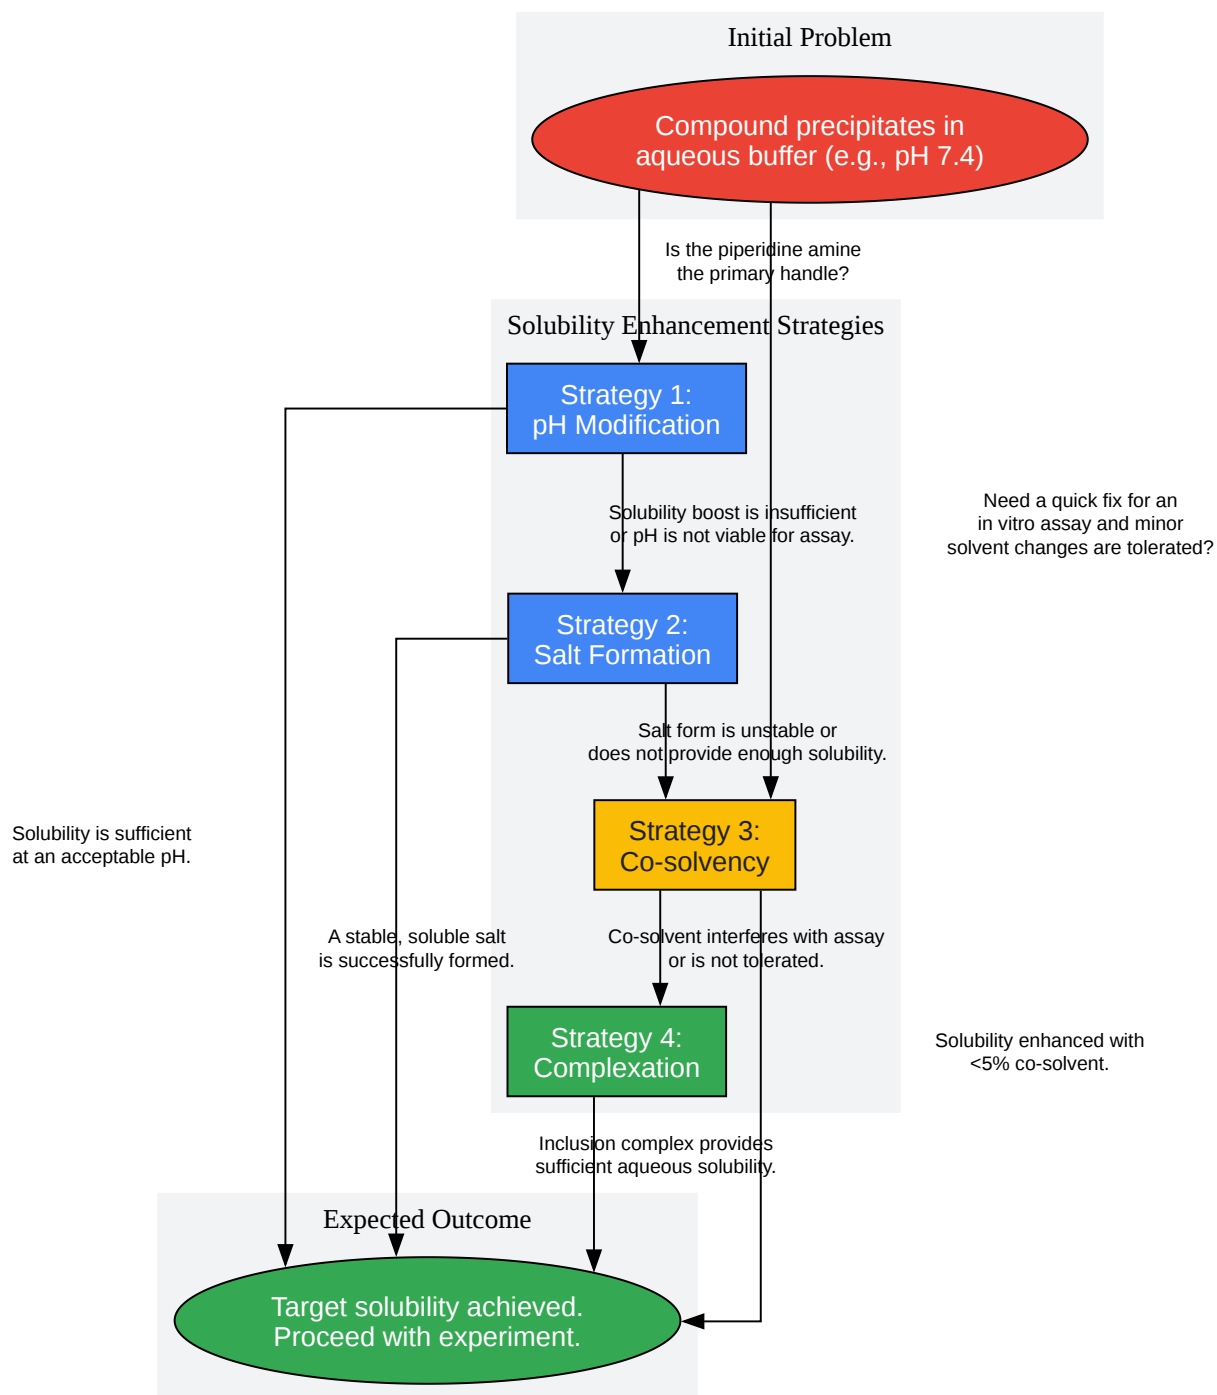 Initial Problem
Compound precipitates in
aqueous buffer (e.g., pH 7.4)
Is the piperidine amine
the primary handle?
Solubility Enhancement Strategies
Strategy 1:
pH Modification
Need a quick fix for an
in vitro assay and minor
solvent changes are tolerated?
Solubility boost is insufficient
or pH is not viable for assay.
Strategy 2:
Salt Formation
Salt form is unstable or
does not provide enough solubility.
Solubility is sufficient
at an acceptable pH.
Strategy 3:
Co-solvency
A stable, soluble salt
is successfully formed.
Co-solvent interferes with assay
or is not tolerated.
Strategy 4:
Complexation
Solubility enhanced with
<5% co-solvent.
Inclusion complex provides
sufficient aqueous solubility.
Expected Outcome
Target solubility achieved.
Proceed with experiment.